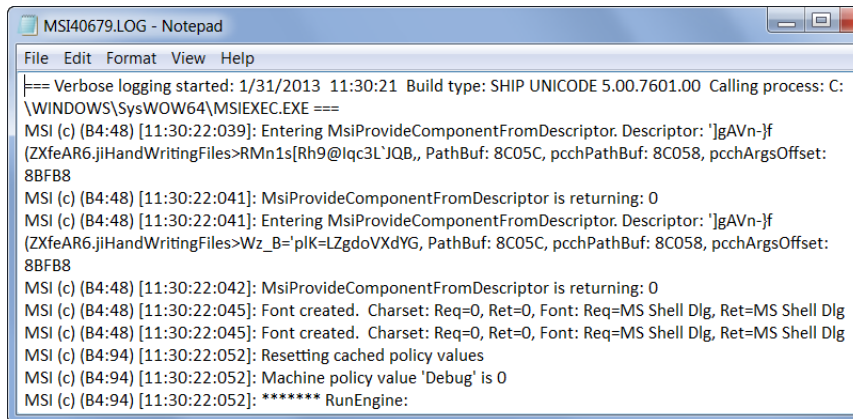 MSI40679.LOG - Notepad
File Edit Format View Help
=== Verbose logging started: 1/31/2013  11:30:21  Build type: SHIP UNICODE 5.00.7601.00  Calling process: C:
\WINDOWS\SysWOW64\MSIEXEC.EXE ===
MSI (c) (B4:48) [11:30:22:039]: Entering MsiProvideComponentFromDescriptor. Descriptor: ']gAVn-}f
(ZXfeAR6.jiHandWritingFiles>RMn1s[Rh9@Iqc3L`JQB,, PathBuf: 8C05C, pcchPathBuf: 8C058, pcchArgsOffset:
8BFB8
MSI (c) (B4:48) [11:30:22:041]: MsiProvideComponentFromDescriptor is returning: 0
MSI (c) (B4:48) [11:30:22:041]: Entering MsiProvideComponentFromDescriptor. Descriptor: ']gAVn-}f
(ZXfeAR6.jiHandWritingFiles>Wz_B='plK=LZgdoVXdYG, PathBuf: 8C05C, pcchPathBuf: 8C058, pcchArgsOffset:
8BFB8
MSI (c) (B4:48) [11:30:22:042]: MsiProvideComponentFromDescriptor is returning: 0
MSI (c) (B4:48) [11:30:22:045]: Font created.  Charset: Req=0, Ret=0, Font: Req=MS Shell Dlg, Ret=MS Shell Dlg
MSI (c) (B4:48) [11:30:22:045]: Font created.  Charset: Req=0, Ret=0, Font: Req=MS Shell Dlg, Ret=MS Shell Dlg
MSI (c) (B4:94) [11:30:22:052]: Resetting cached policy values
MSI (c) (B4:94) [11:30:22:052]: Machine policy value 'Debug' is 0
MSI (c) (B4:94) [11:30:22:052]: ******* RunEngine: